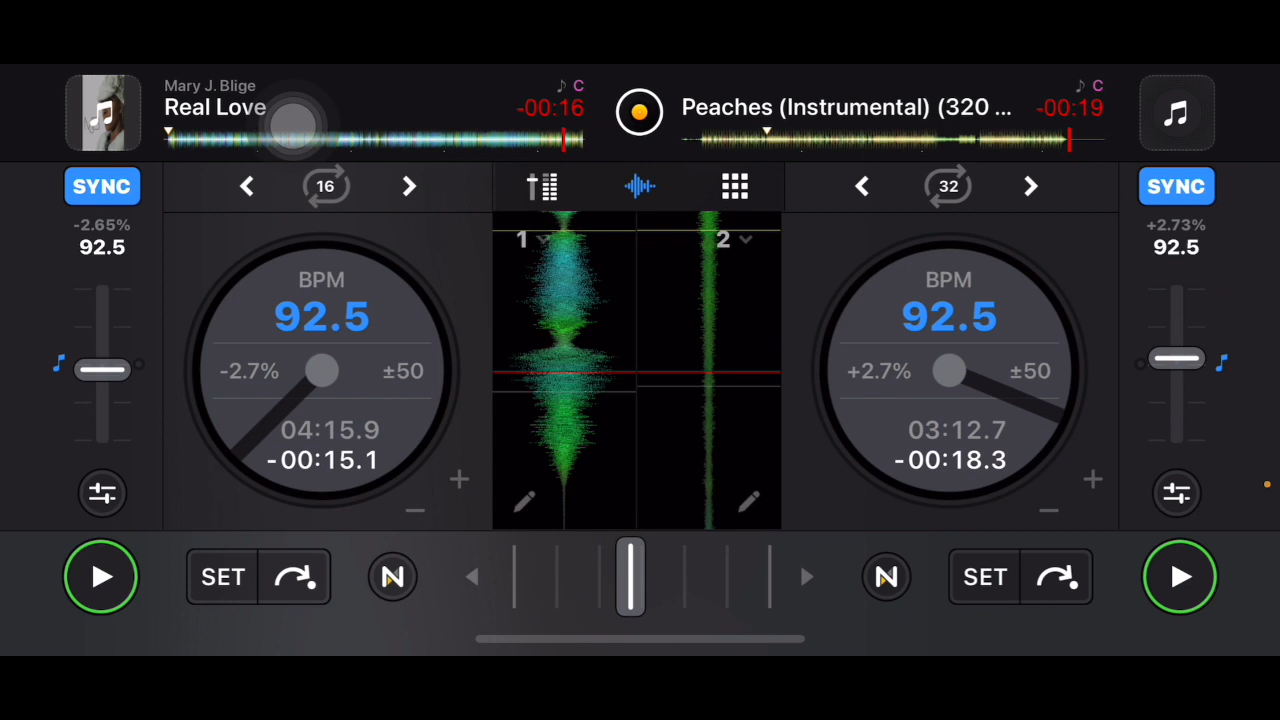 Mary J. Blige
♪ C
Real Love
-00:16
♪ C
Peaches (Instrumental) (320 ...
-00:19
SYNC
16
32
SYNC
-2.65%
92.5
1
2
+2.73%
92.5
BPM
92.5
-2.7%
±50
04:15.9
-00:15.1
BPM
92.5
+2.7%
±50
03:12.7
-00:18.3
+
−
+
−
SET
N
N
SET